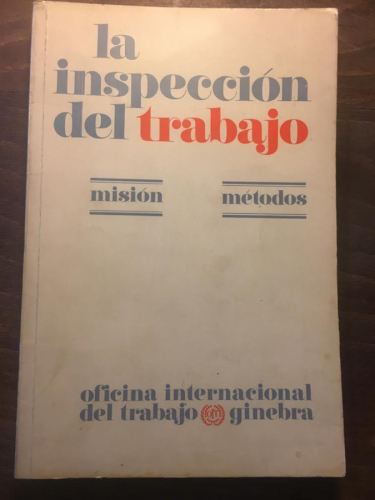 la
inspección
del trabajo
misión métodos
oficina internacional
del trabajo ginebra